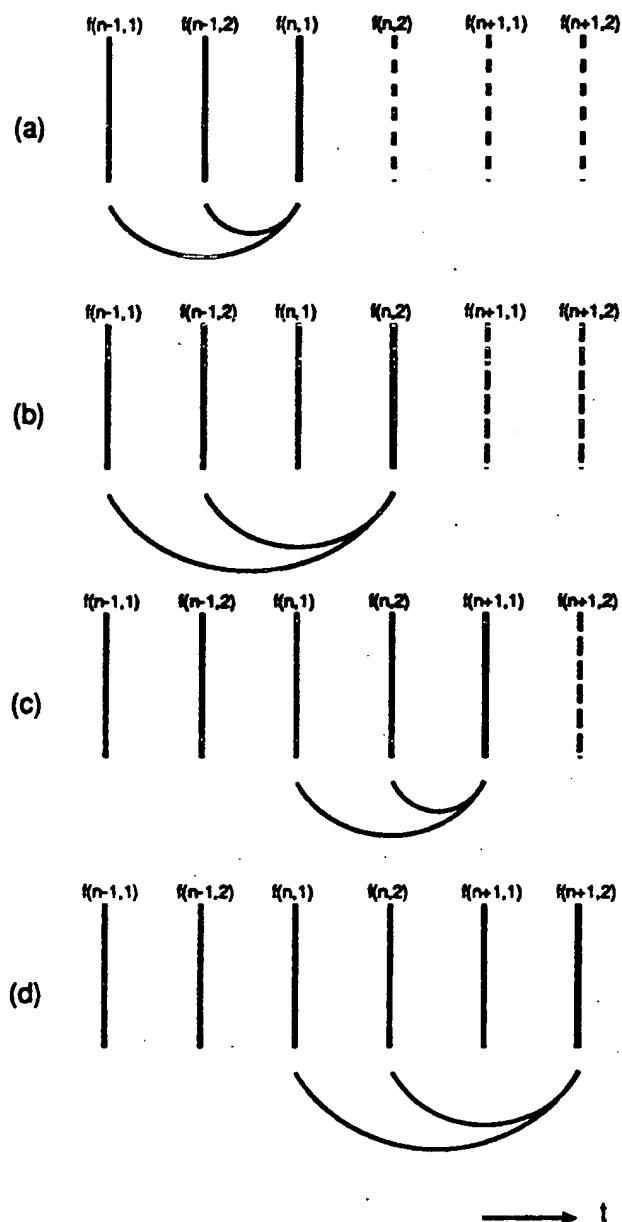 f(n-1,1) f(n-1,2) f(n,1) f(n,2) f(n+1,1) f(n+1,2)
(a)
f(n-1,1) f(n-1,2) f(n,1) f(n,2) f(n+1,1) f(n+1,2)
(b)
f(n-1,1) f(n-1,2) f(n,1) f(n,2) f(n+1,1) f(n+1,2)
(c)
f(n-1,1) f(n-1,2) f(n,1) f(n,2) f(n+1,1) f(n+1,2)
(d)
t